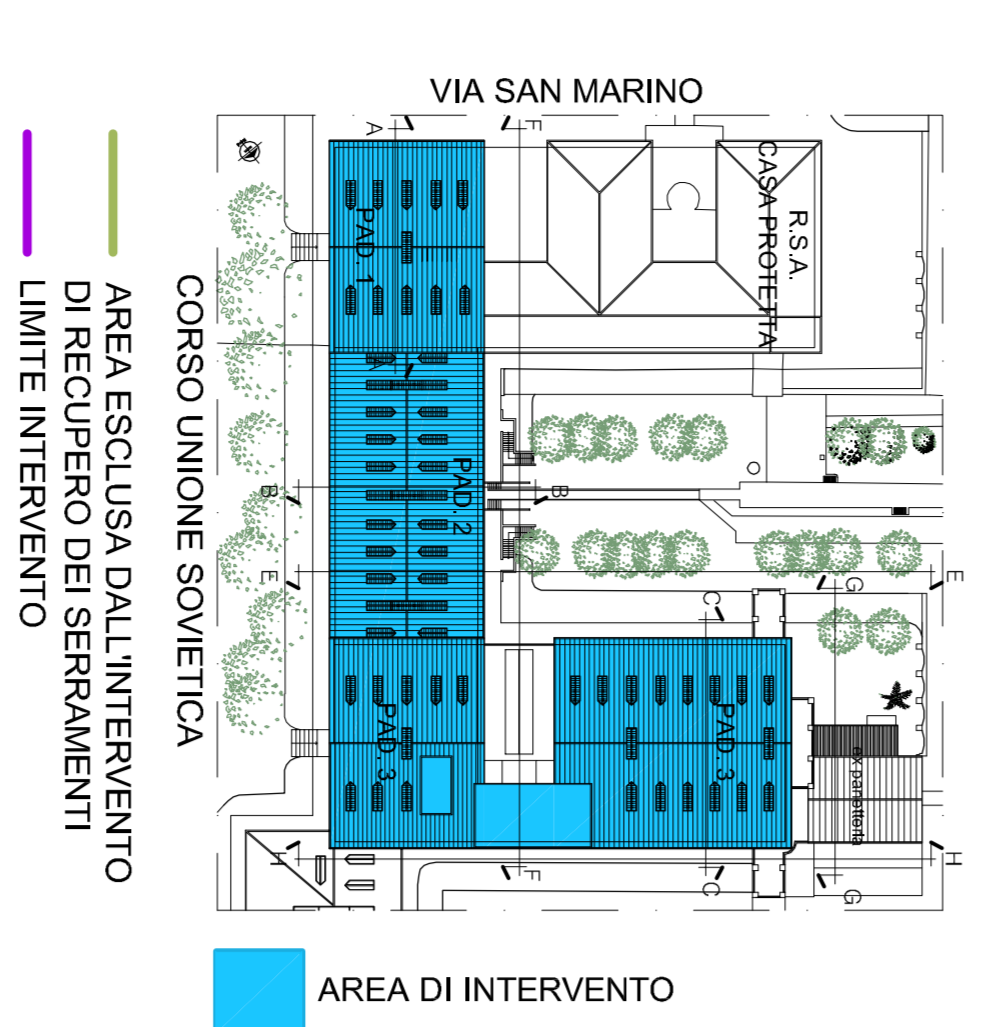 VIA SAN MARINO
A
F
R.S.A.
CASA PROTETTA
PAD. 1
A
PAD. 2
B
B
CORSO UNIONE SOVIETICA
E
E
G
C
PAD. 3
PAD. 3
ex panetteria
H
H
F
C
G
AREA ESCLUSA DALL'INTERVENTO
DI RECUPERO DEI SERRAMENTI
LIMITE INTERVENTO
AREA DI INTERVENTO